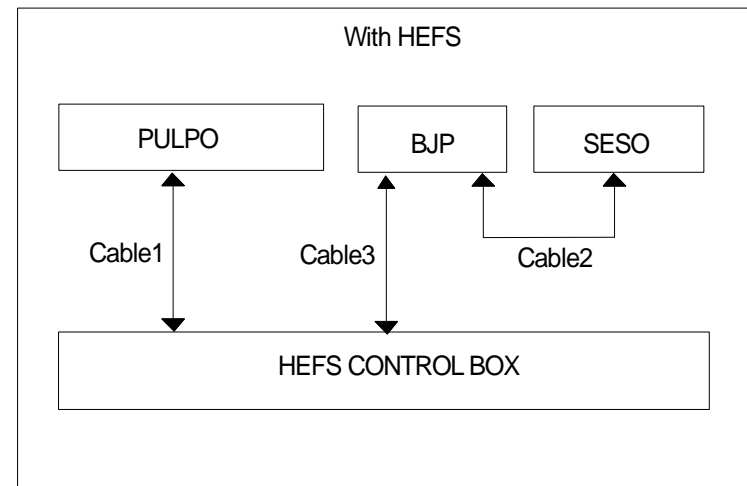 With HEFS
PULPO
BJP
SESO
Cable1
Cable3
Cable2
HEFS CONTROL BOX